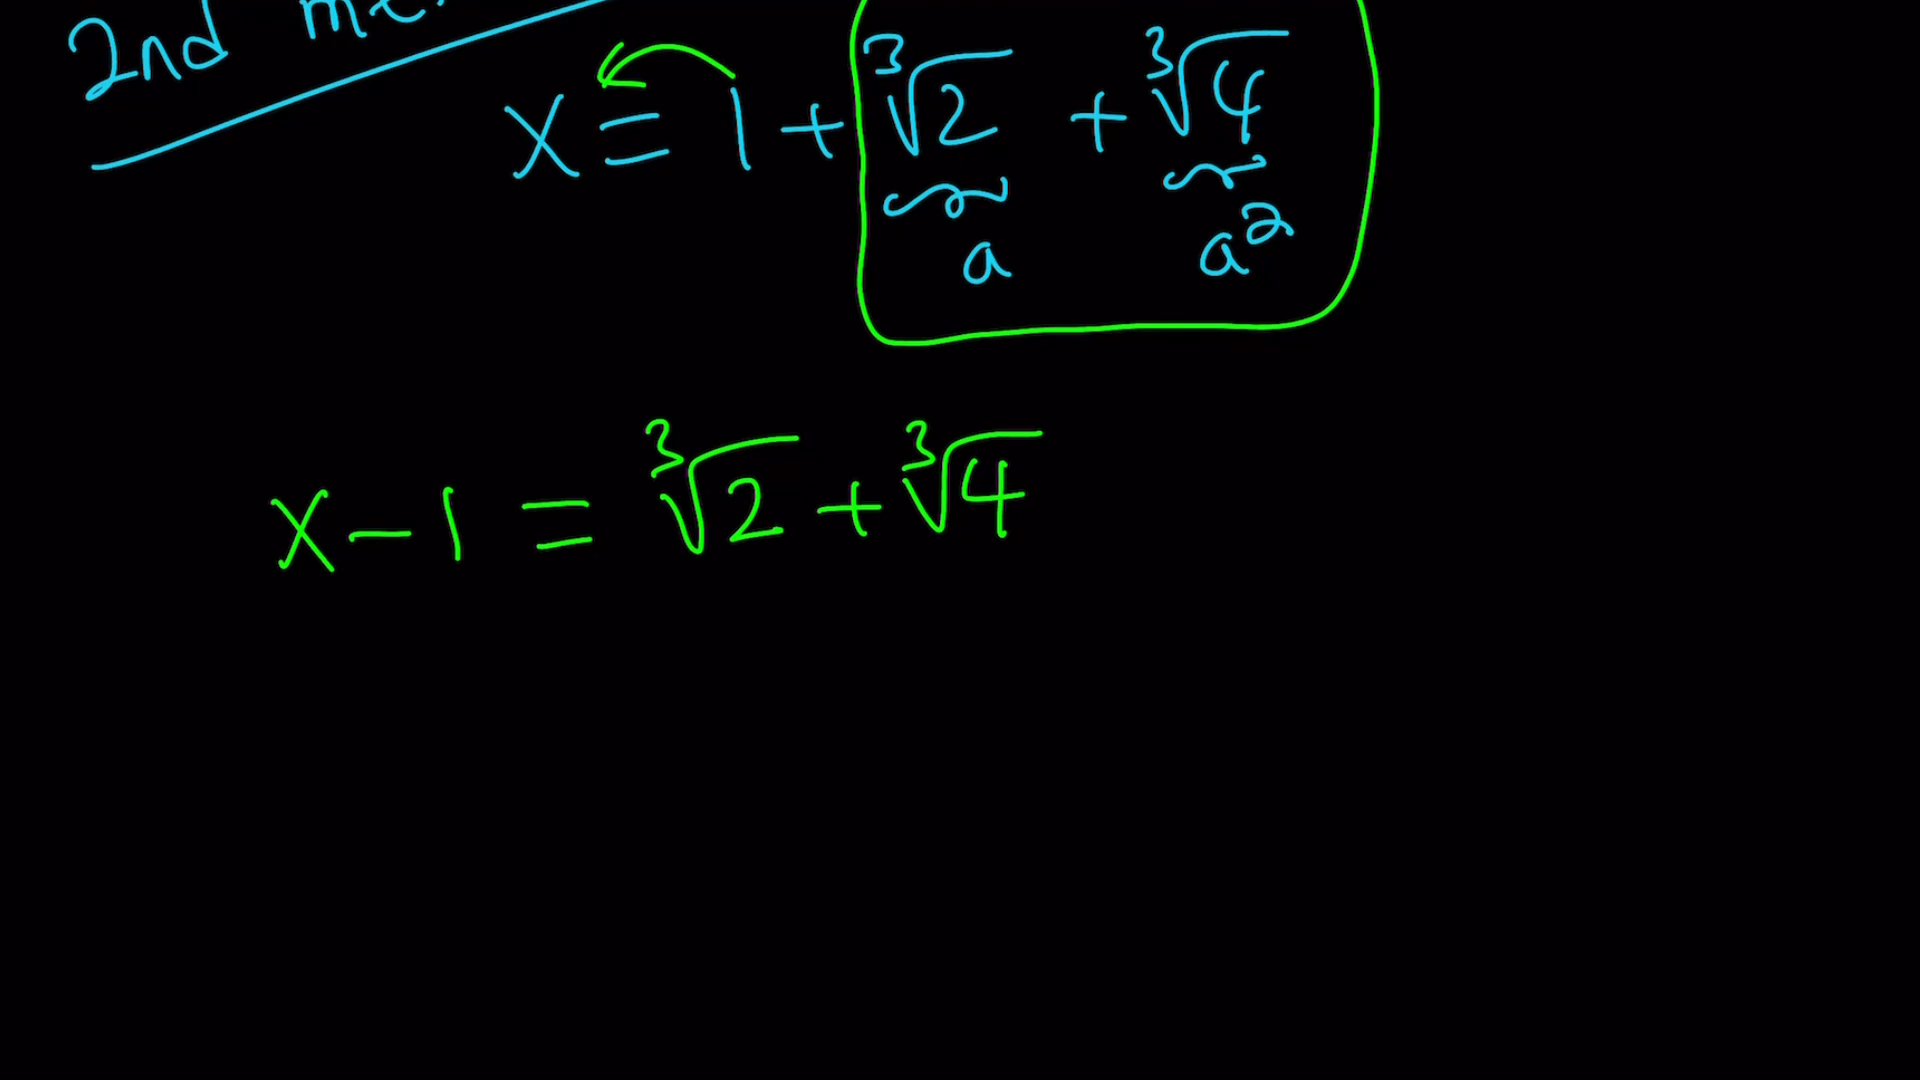 2nd
x = 1 + ∛2 + ∛4
a a²
x - 1 = ∛2 + ∛4